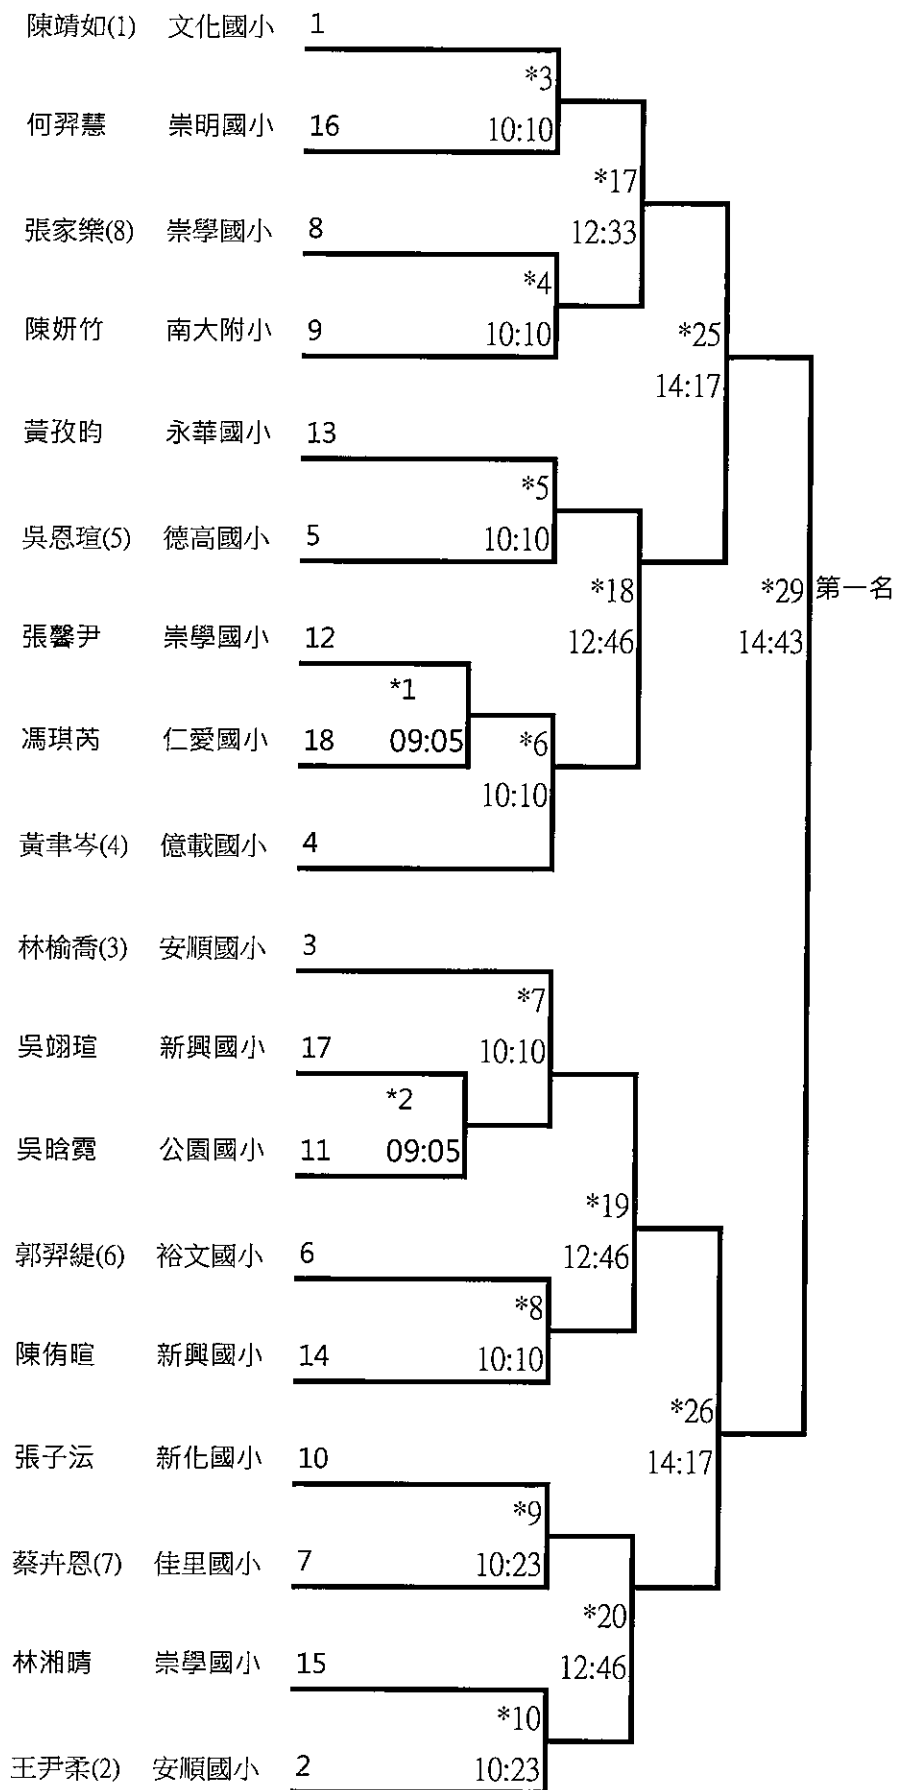 陳靖如(1) 文化國小 1
*3
何羿慧 崇明國小 16 10:10
*17
張家樂(8) 崇學國小 8 12:33
*4
陳妍竹 南大附小 9 10:10 *25
14:17
黃孜昀 永華國小 13
*5
吳恩瑄(5) 德高國小 5 10:10
*18 *29 第一名
張馨尹 崇學國小 12 12:46 14:43
*1
馮琪芮 仁愛國小 18 09:05 *6
10:10
黃聿岑(4) 億載國小 4
林榆喬(3) 安順國小 3
*7
吳翊瑄 新興國小 17 10:10
*2
吳晗霓 公園國小 11 09:05
*19
郭羿緹(6) 裕文國小 6 12:46
*8
陳侑暄 新興國小 14 10:10
*26
張子沄 新化國小 10 14:17
*9
蔡卉恩(7) 佳里國小 7 10:23
*20
林湘晴 崇學國小 15 12:46
*10
王尹柔(2) 安順國小 2 10:23